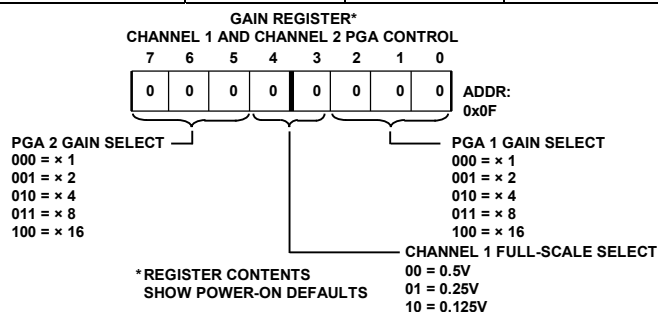 GAIN REGISTER*
CHANNEL 1 AND CHANNEL 2 PGA CONTROL
7 6 5 4 3 2 1 0
0 0 0 0 0 0 0 0
ADDR:
0x0F
PGA 2 GAIN SELECT
000 = × 1
001 = × 2
010 = × 4
011 = × 8
100 = × 16
PGA 1 GAIN SELECT
000 = × 1
001 = × 2
010 = × 4
011 = × 8
100 = × 16
CHANNEL 1 FULL-SCALE SELECT
00 = 0.5V
01 = 0.25V
10 = 0.125V
*REGISTER CONTENTS
SHOW POWER-ON DEFAULTS